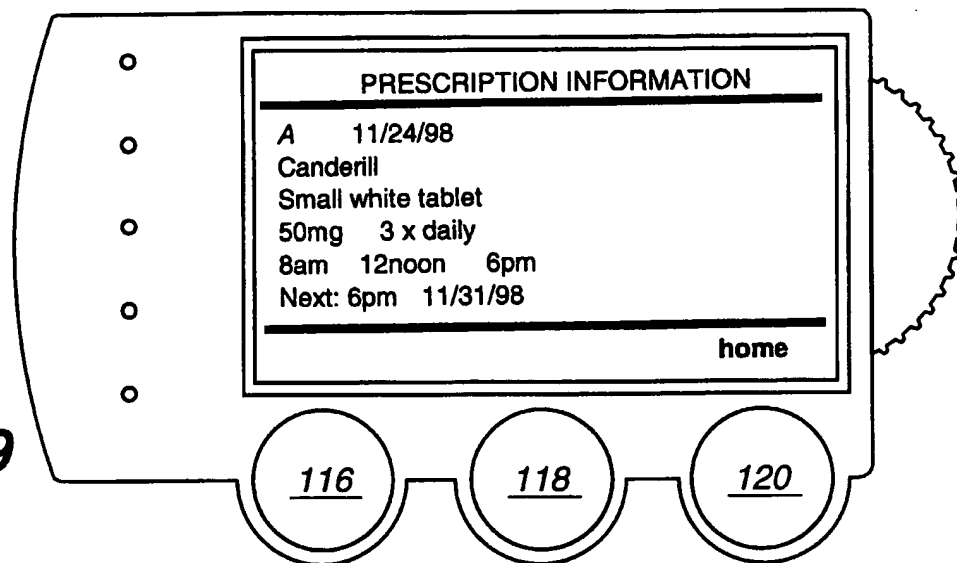 PRESCRIPTION INFORMATION
A 11/24/98
Canderill
Small white tablet
50mg 3 x daily
8am 12noon 6pm
Next: 6pm 11/31/98
home
9
116 118 120